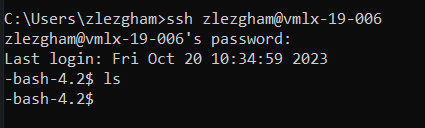 C:\Users\zlezgham>ssh zlezgham@vmlx-19-006
zlezgham@vmlx-19-006's password:
Last login: Fri Oct 20 10:34:59 2023
-bash-4.2$ ls
-bash-4.2$